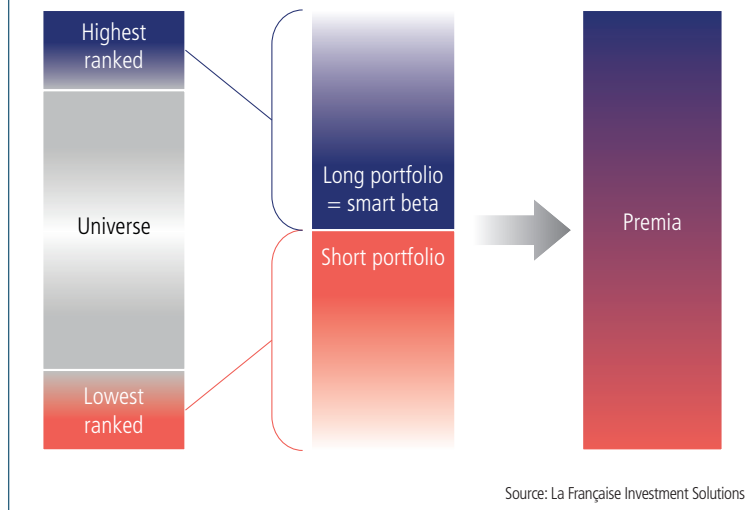 Highest
ranked
Universe
Lowest
ranked
Long portfolio
= smart beta
Short portfolio
Premia
Source: La Française Investment Solutions